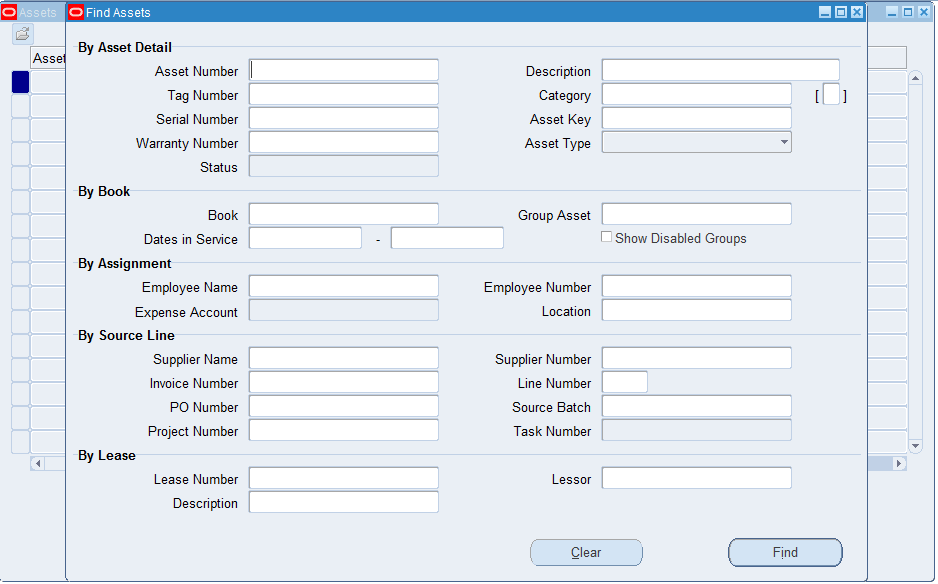 Assets
Find Assets
Asset
By Asset Detail
Asset Number
Description
Tag Number
Category
[ ]
Serial Number
Asset Key
Warranty Number
Asset Type
Status
By Book
Book
Group Asset
Dates in Service
-
Show Disabled Groups
By Assignment
Employee Name
Employee Number
Expense Account
Location
By Source Line
Supplier Name
Supplier Number
Invoice Number
Line Number
PO Number
Source Batch
Project Number
Task Number
By Lease
Lease Number
Lessor
Description
Clear
Find